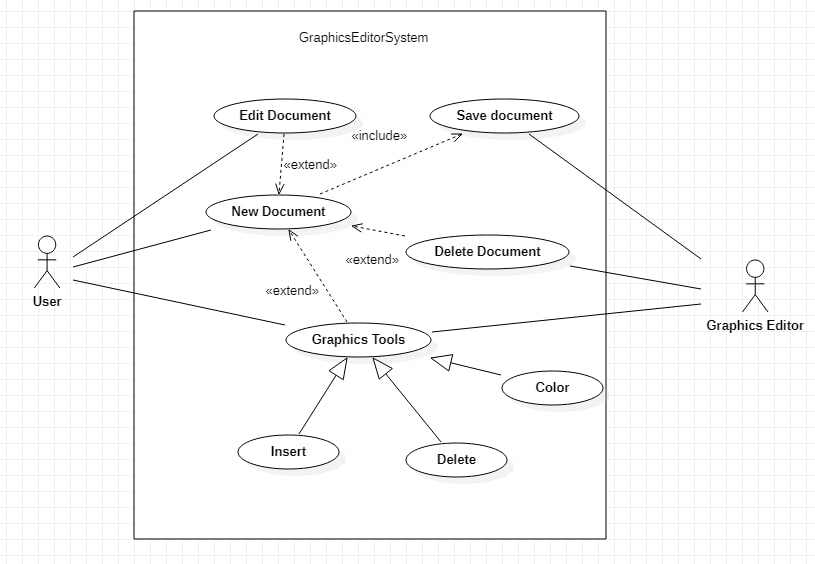 GraphicsEditorSystem
Edit Document
Save document
«include»
«extend»
New Document
Delete Document
«extend»
«extend»
User
Graphics Editor
Graphics Tools
Color
Insert
Delete